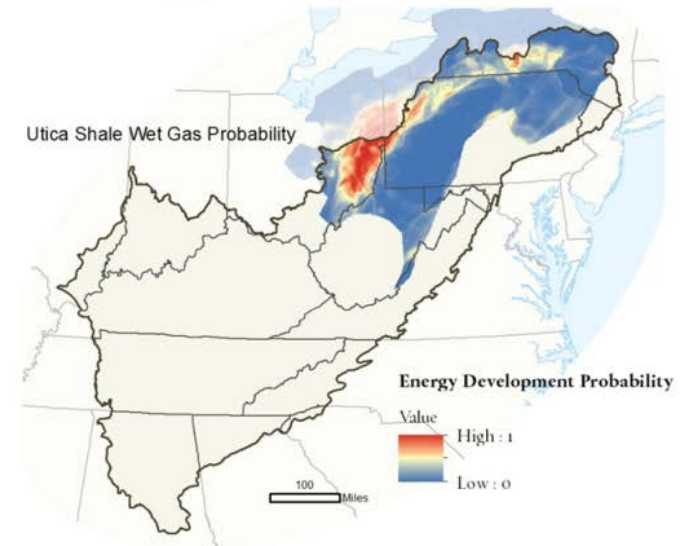 Utica Shale Wet Gas Probability
Energy Development Probability
Value
High : 1
Low : 0
100
Miles